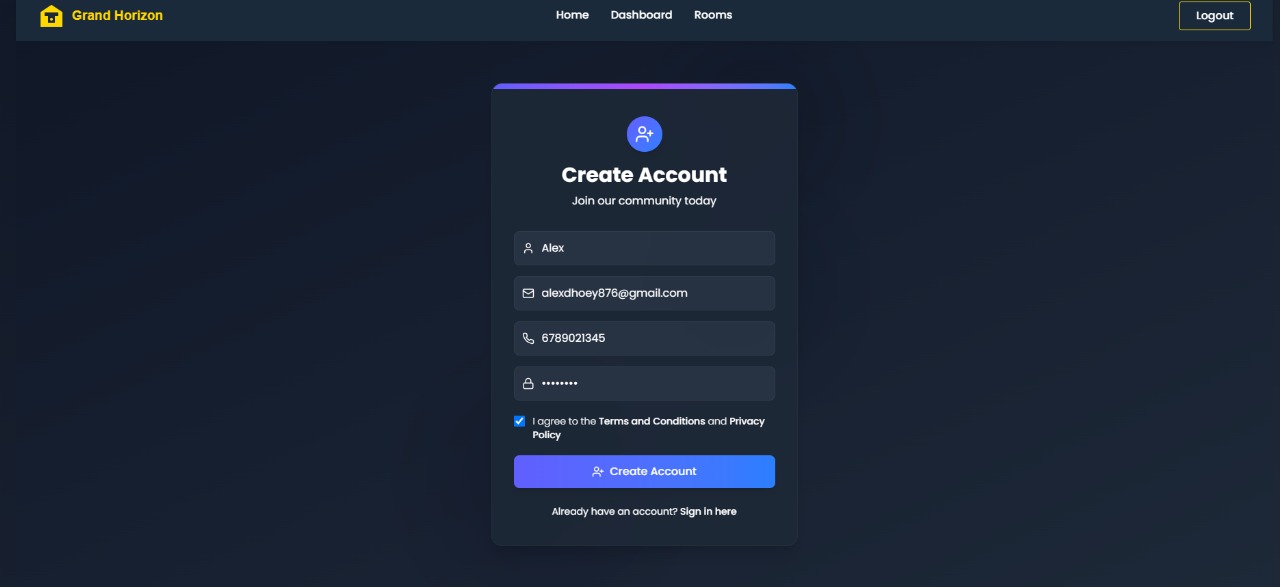 Grand Horizon
Home Dashboard Rooms
Logout
Create Account
Join our community today
Alex
alexdhoey876@gmail.com
6789021345
••••••••
I agree to the Terms and Conditions and Privacy
Policy
Create Account
Already have an account? Sign in here